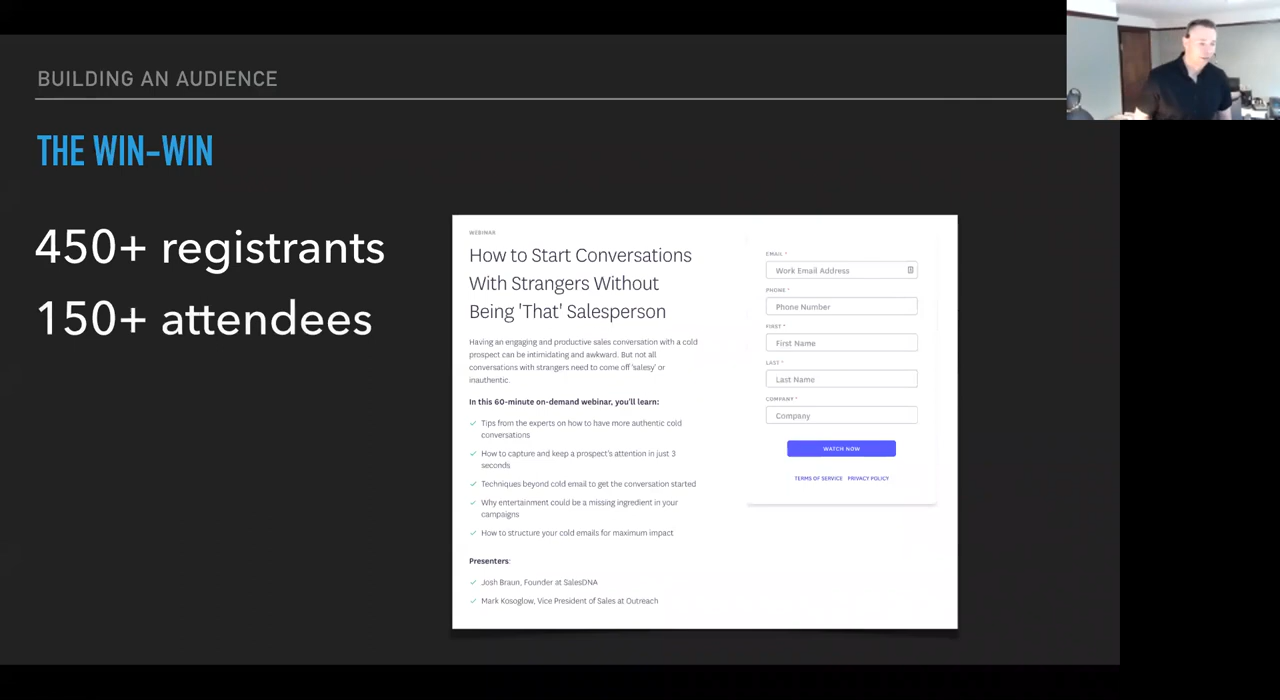 BUILDING AN AUDIENCE
THE WIN-WIN
450+ registrants
150+ attendees
WEBINAR
How to Start Conversations
With Strangers Without
Being 'That' Salesperson
Having an engaging and productive sales conversation with a cold
prospect can be intimidating and awkward. But not all
conversations with strangers need to come off 'salesy' or
inauthentic.
In this 60-minute on-demand webinar, you'll learn:
✓ Tips from the experts on how to have more authentic cold
conversations
✓ How to capture and keep a prospect's attention in just 3
seconds
✓ Techniques beyond cold email to get the conversation started
✓ Why entertainment could be a missing ingredient in your
campaigns
✓ How to structure your cold emails for maximum impact
Presenters:
✓ Josh Braun, Founder at SalesDNA
✓ Mark Kosoglow, Vice President of Sales at Outreach
EMAIL *
Work Email Address
PHONE *
Phone Number
FIRST *
First Name
LAST *
Last Name
COMPANY *
Company
WATCH NOW
TERMS OF SERVICE PRIVACY POLICY